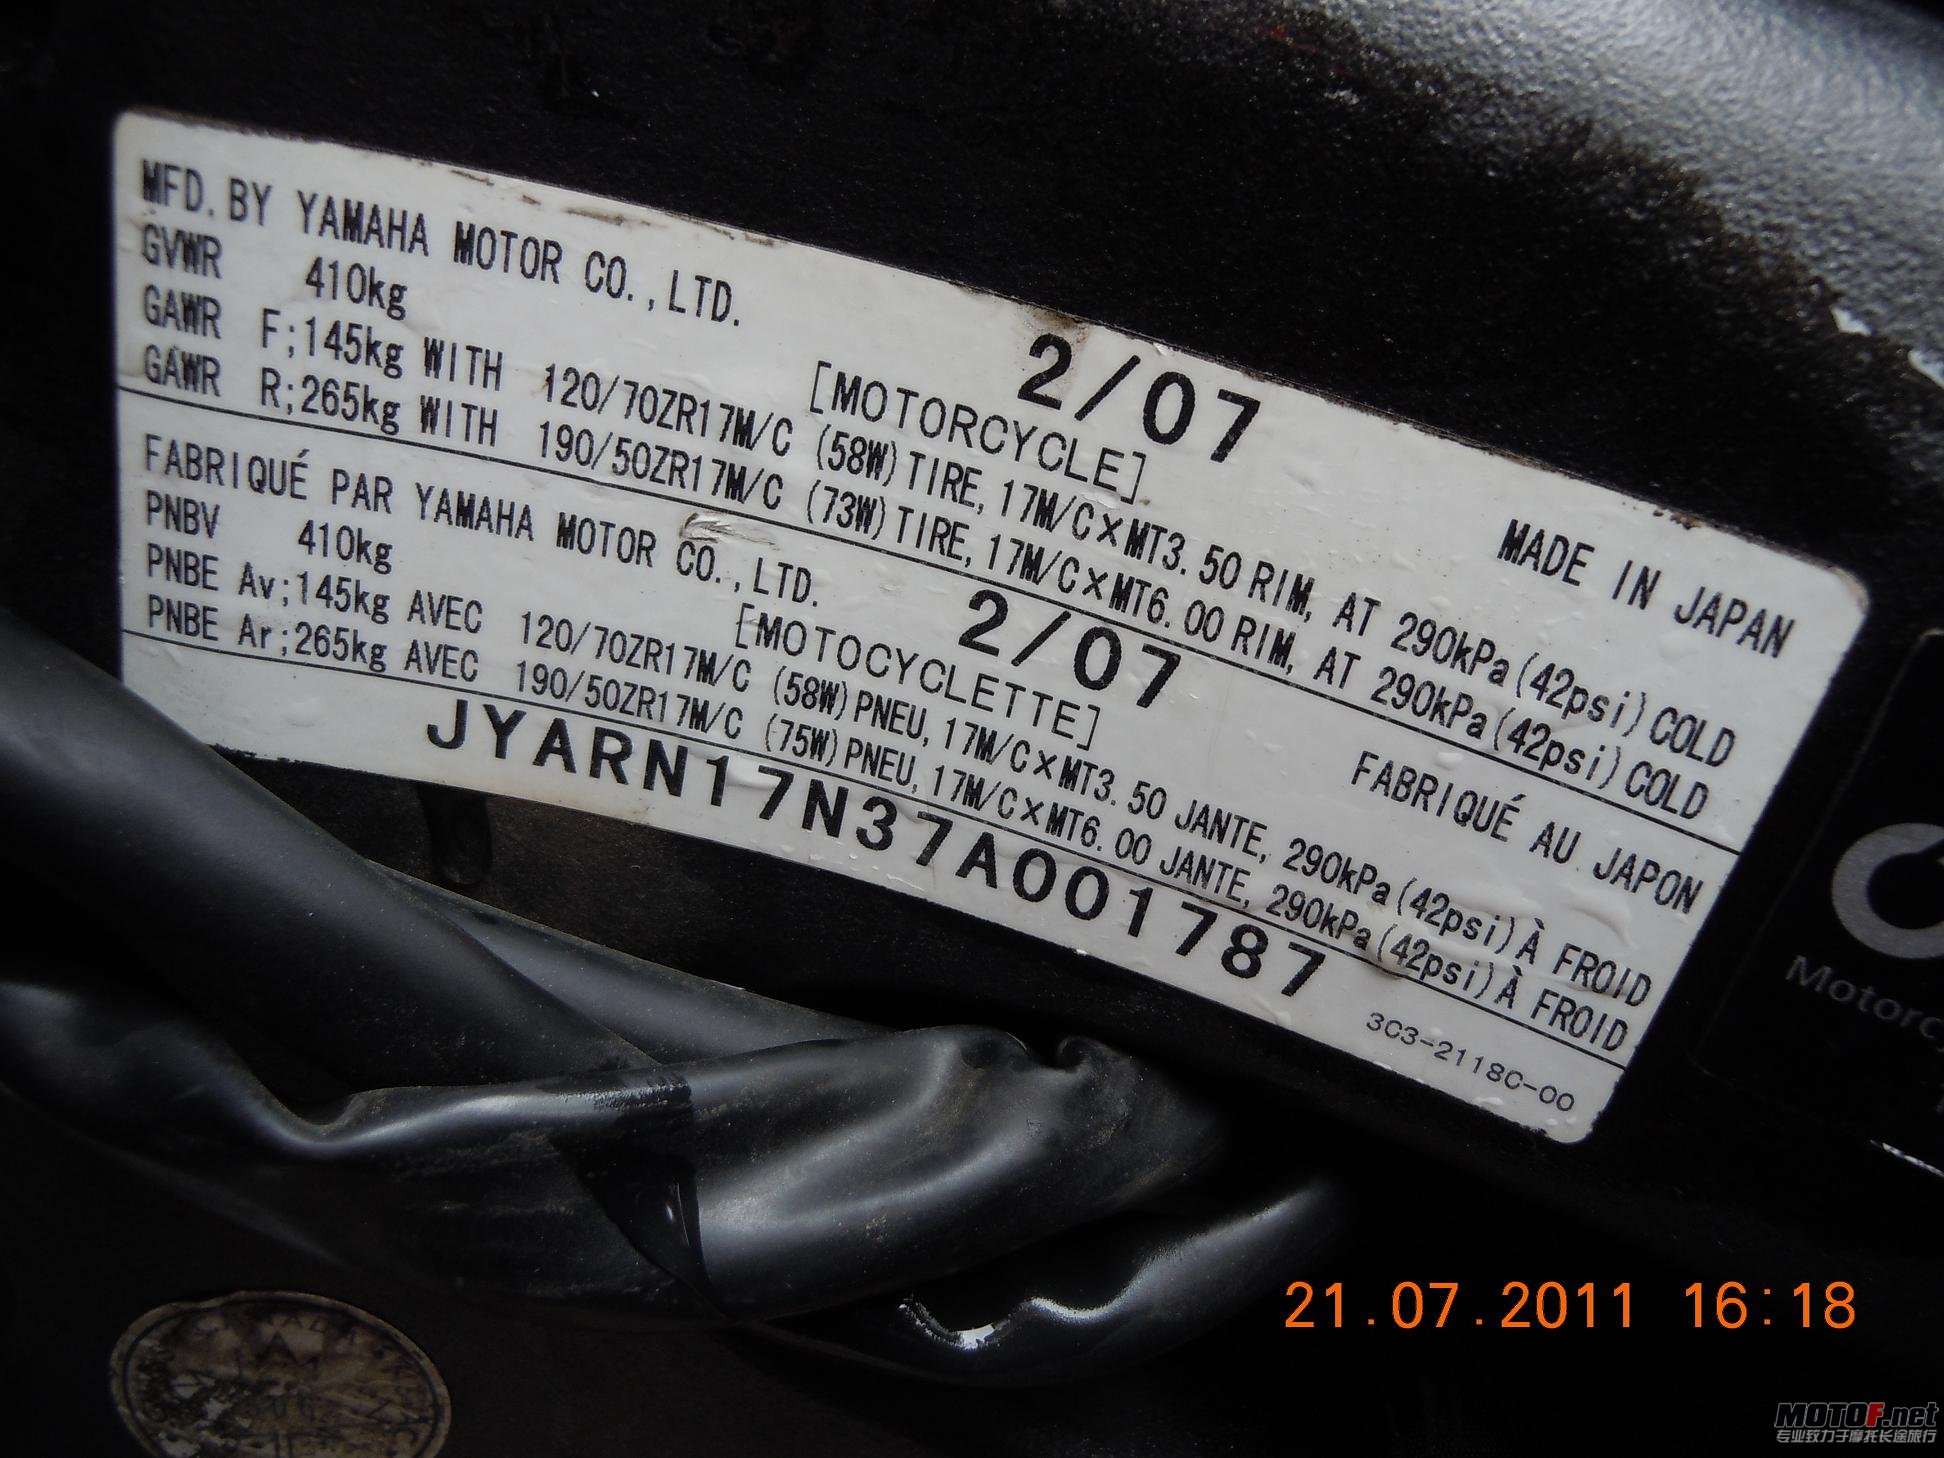 MFD. BY YAMAHA MOTOR CO., LTD. 2/07 MADE IN JAPAN
GVWR 410kg [MOTORCYCLE]
GAWR F;145kg WITH 120/70ZR17M/C (58W) TIRE, 17M/C×MT3.50 RIM, AT 290kPa (42psi) COLD
GAWR R;265kg WITH 190/50ZR17M/C (73W) TIRE, 17M/C×MT6.00 RIM, AT 290kPa (42psi) COLD
FABRIQUÉ PAR YAMAHA MOTOR CO., LTD. 2/07 FABRIQUÉ AU JAPON
PNBV 410kg [MOTOCYCLETTE]
PNBE Av;145kg AVEC 120/70ZR17M/C (58W) PNEU, 17M/C×MT3.50 JANTE, 290kPa (42psi) À FROID
PNBE Ar;265kg AVEC 190/50ZR17M/C (75W) PNEU, 17M/C×MT6.00 JANTE, 290kPa (42psi) À FROID
JYARN17N37A001787
3C3-2118C-00
21.07.2011 16:18
MOTOF.net
专业致力于摩托长途旅行